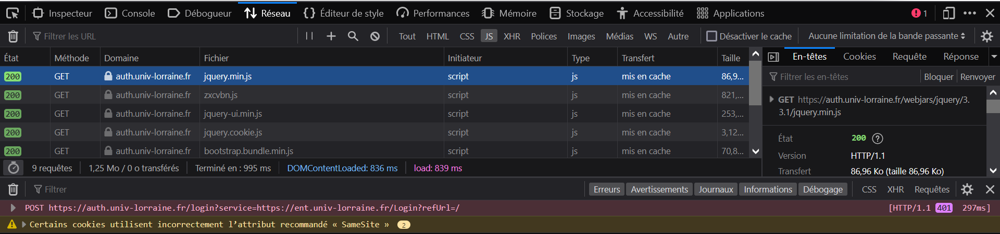 Inspecteur Console Débogueur Réseau Éditeur de style Performances Mémoire Stockage Accessibilité Applications 1
Filtrer les URL Tout HTML CSS JS XHR Polices Images Médias WS Autre Désactiver le cache Aucune limitation de la bande passante
État Méthode Domaine Fichier Initiateur Type Transfert Taille
200 GET auth.univ-lorraine.fr jquery.min.js script js mis en cache 86,9…
200 GET auth.univ-lorraine.fr zxcvbn.js script js mis en cache 821,…
200 GET auth.univ-lorraine.fr jquery-ui.min.js script js mis en cache 253,…
200 GET auth.univ-lorraine.fr jquery.cookie.js script js mis en cache 3,12…
200 GET auth.univ-lorraine.fr bootstrap.bundle.min.js script js mis en cache 70,8…
9 requêtes 1,25 Mo / 0 o transférés Terminé en : 995 ms DOMContentLoaded: 836 ms load: 839 ms
En-têtes Cookies Requête Réponse
Filtrer les en-têtes Bloquer Renvoyer
GET https://auth.univ-lorraine.fr/webjars/jquery/3.
3.1/jquery.min.js
État 200 ?
Version HTTP/1.1
Transfert 86,96 Ko (taille 86,96 Ko)
Filtrer Erreurs Avertissements Journaux Informations Débogage CSS XHR Requêtes
POST https://auth.univ-lorraine.fr/login?service=https://ent.univ-lorraine.fr/Login?refUrl=/ [HTTP/1.1 401 297ms]
Certains cookies utilisent incorrectement l’attribut recommandé « SameSite » 2